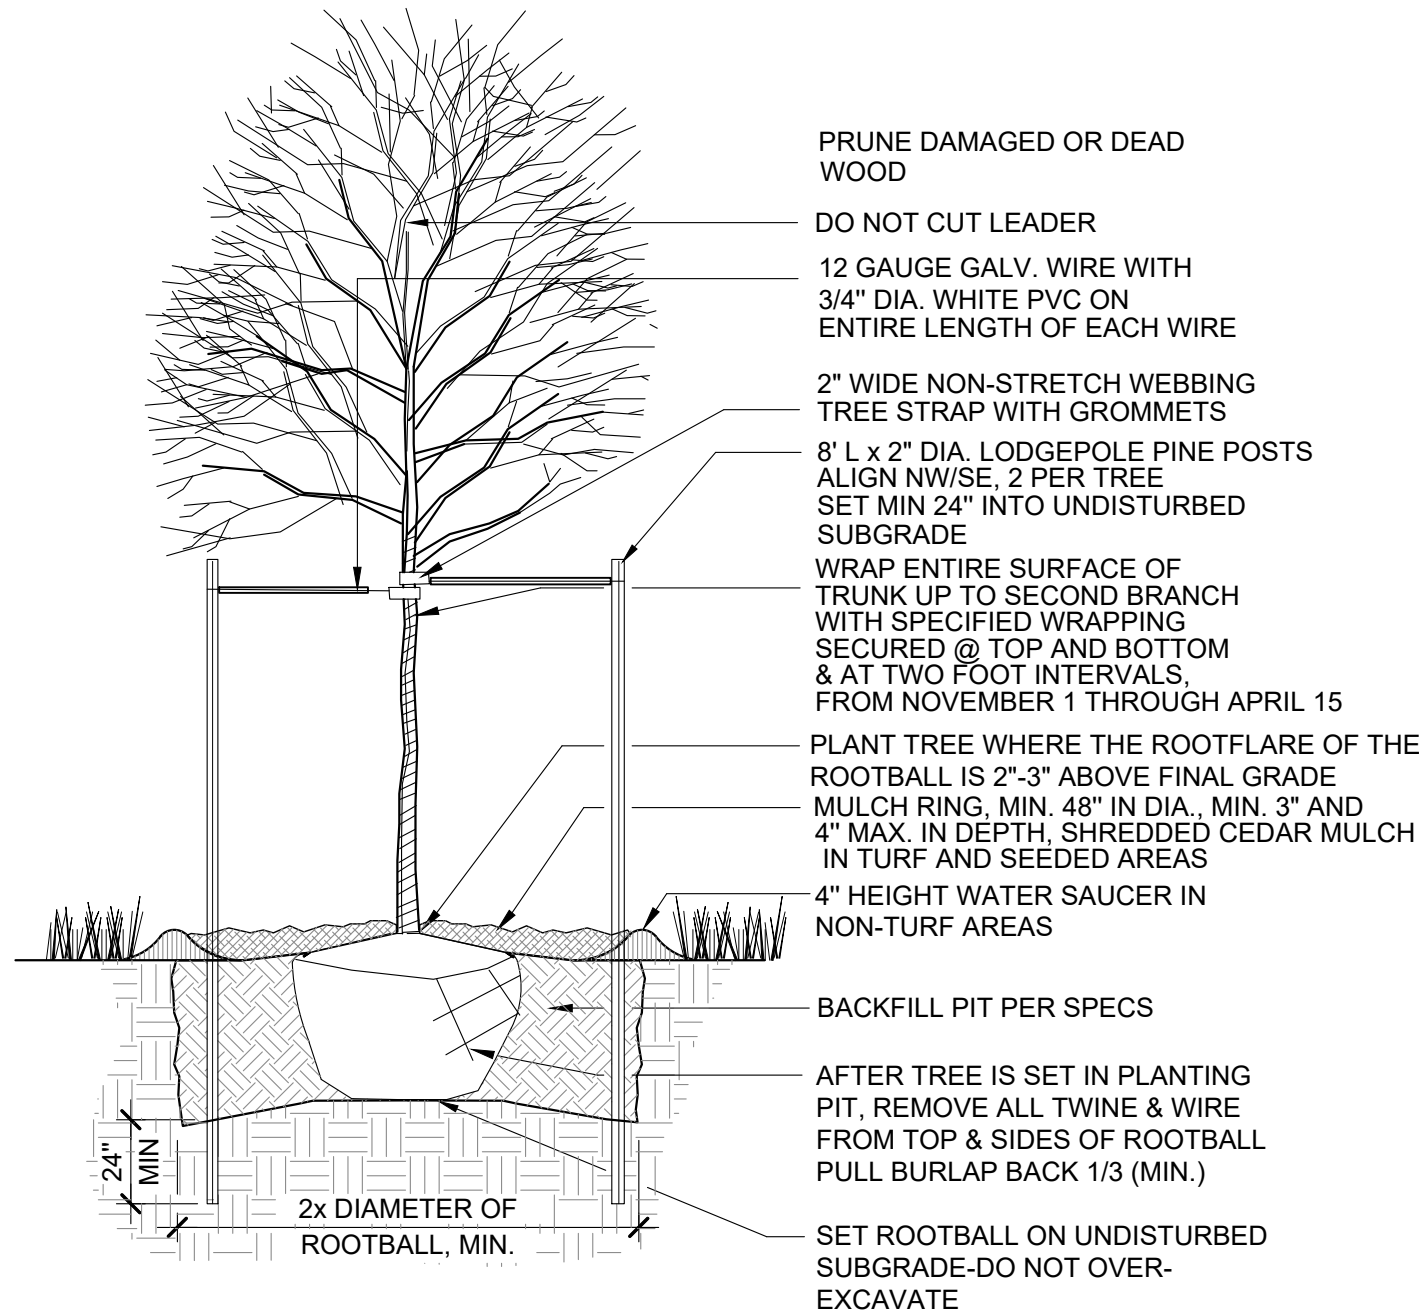 PRUNE DAMAGED OR DEAD
WOOD
DO NOT CUT LEADER
12 GAUGE GALV. WIRE WITH
3/4" DIA. WHITE PVC ON
ENTIRE LENGTH OF EACH WIRE
2" WIDE NON-STRETCH WEBBING
TREE STRAP WITH GROMMETS
8' L x 2" DIA. LODGEPOLE PINE POSTS
ALIGN NW/SE, 2 PER TREE
SET MIN 24" INTO UNDISTURBED
SUBGRADE
WRAP ENTIRE SURFACE OF
TRUNK UP TO SECOND BRANCH
WITH SPECIFIED WRAPPING
SECURED @ TOP AND BOTTOM
& AT TWO FOOT INTERVALS,
FROM NOVEMBER 1 THROUGH APRIL 15
PLANT TREE WHERE THE ROOTFLARE OF THE
ROOTBALL IS 2"-3" ABOVE FINAL GRADE
MULCH RING, MIN. 48" IN DIA., MIN. 3" AND
4" MAX. IN DEPTH, SHREDDED CEDAR MULCH
IN TURF AND SEEDED AREAS
4" HEIGHT WATER SAUCER IN
NON-TURF AREAS
BACKFILL PIT PER SPECS
AFTER TREE IS SET IN PLANTING
PIT, REMOVE ALL TWINE & WIRE
FROM TOP & SIDES OF ROOTBALL
PULL BURLAP BACK 1/3 (MIN.)
SET ROOTBALL ON UNDISTURBED
SUBGRADE-DO NOT OVER-
EXCAVATE
24"
MIN
2x DIAMETER OF
ROOTBALL, MIN.